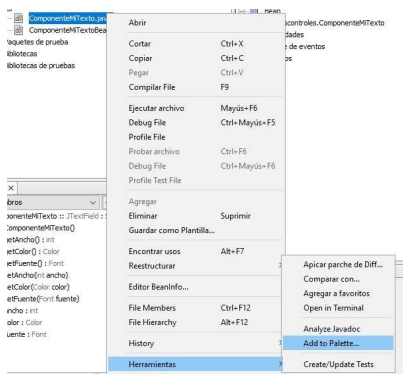 Bean
ComponenteMiTexto.jav
ComponenteMiTextoBea
Paquetes de prueba
Bibliotecas
Bibliotecas de pruebas
scontroles.ComponenteMiTexto
dades
e de eventos
os
Abrir
Cortar Ctrl+X
Copiar Ctrl+C
Pegar Ctrl+V
Compilar File F9
Ejecutar archivo Mayús+F6
Debug File Ctrl+Mayús+F5
Profile File
Probar archivo Ctrl+F6
Debug File Ctrl+Mayús+F6
Profile Test File
Agregar
Eliminar Suprimir
Guardar como Plantilla...
Encontrar usos Alt+F7
Reestructurar
Editor BeanInfo...
File Members Ctrl+F12
File Hierarchy Alt+F12
History
Herramientas
bros
ponenteMiTexto :: JTextField : S
ComponenteMiTexto()
getAncho() : int
getColor() : Color
getFuente() : Font
setAncho(int ancho)
setColor(Color color)
setFuente(Font fuente)
ancho : int
color : Color
fuente : Font
Apicar parche de Diff...
Comparar con...
Agregar a favoritos
Open in Terminal
Analyze Javadoc
Add to Palette...
Create/Update Tests